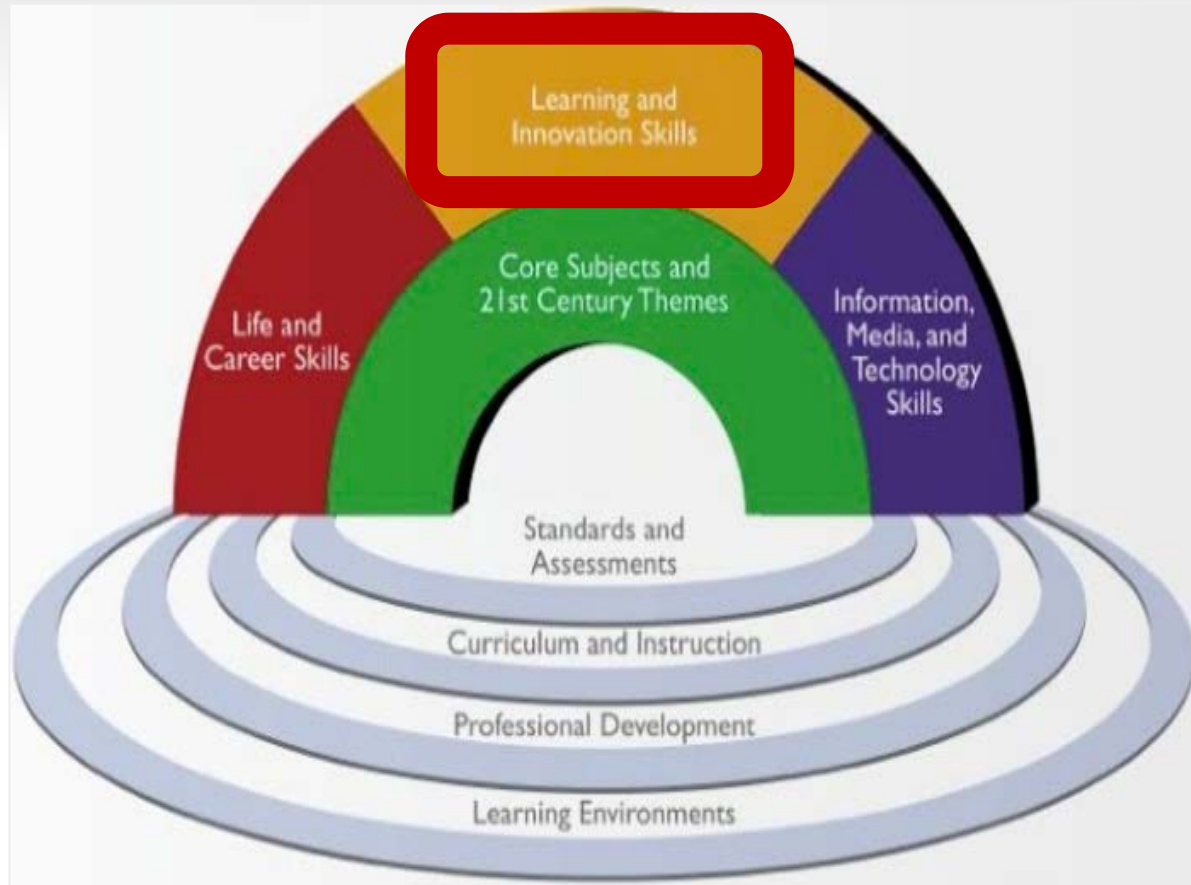 Learning and
Innovation Skills
Core Subjects and
21st Century Themes
Life and
Career Skills
Information,
Media, and
Technology
Skills
Standards and
Assessments
Curriculum and Instruction
Professional Development
Learning Environments